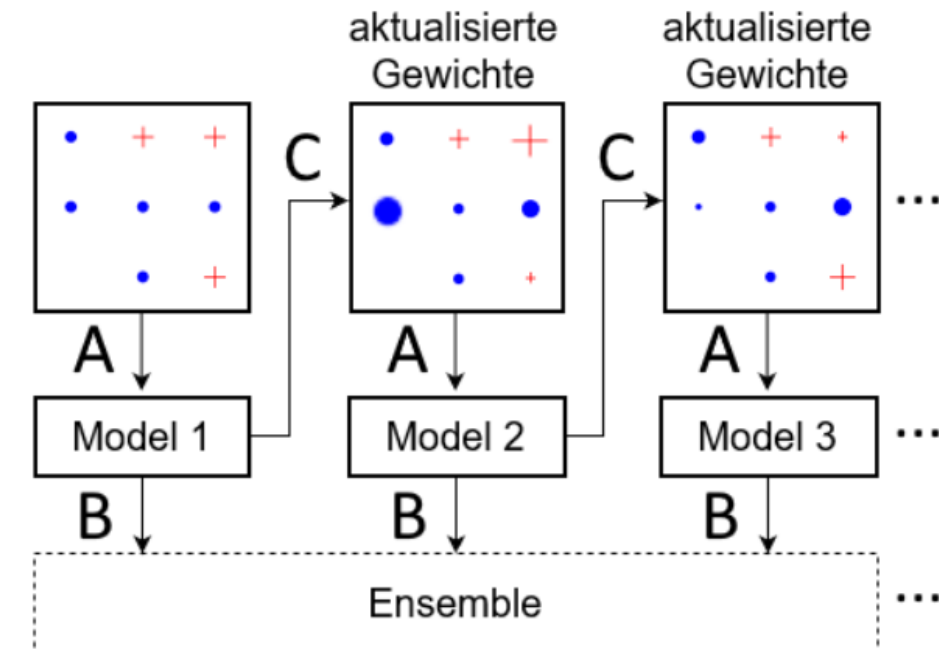 aktualisierte
Gewichte
aktualisierte
Gewichte
C
C
...
A
A
A
Model 1
Model 2
Model 3
...
B
B
B
Ensemble
...